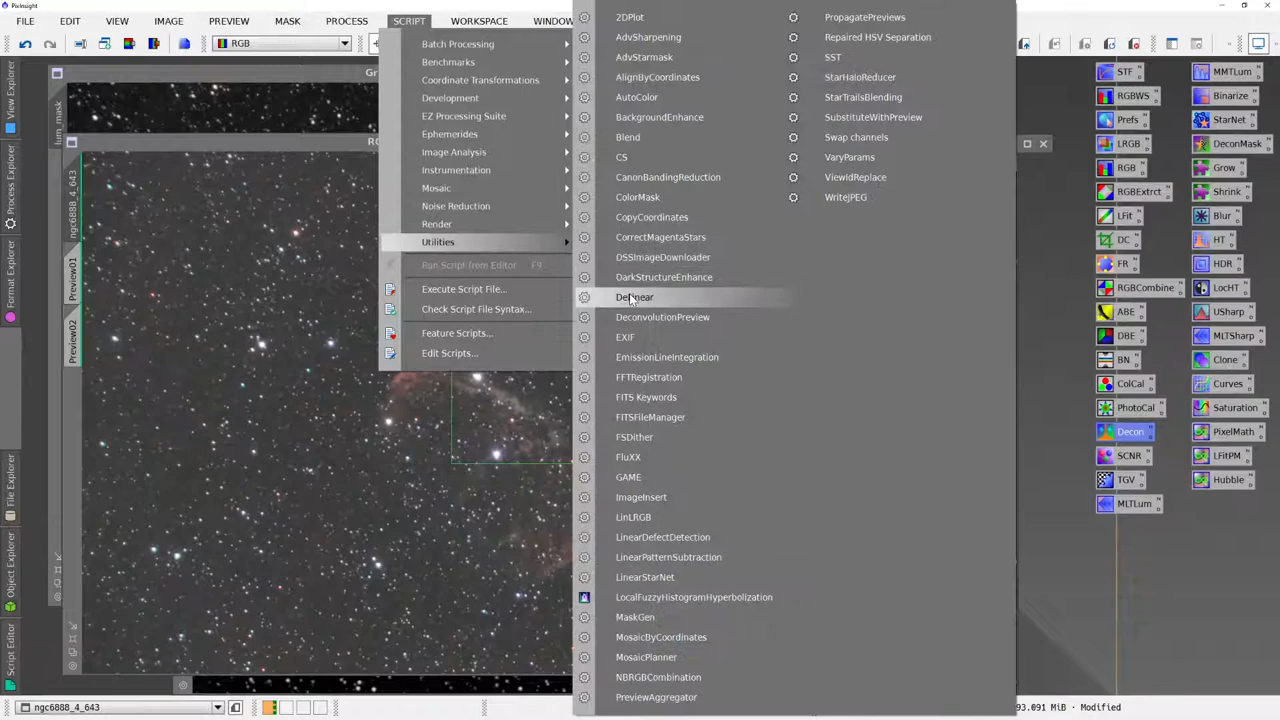 PixInsight
FILE EDIT VIEW IMAGE PREVIEW MASK PROCESS SCRIPT WORKSPACE WINDOW
RGB
View Explorer
Process Explorer
Format Explorer
File Explorer
Object Explorer
Script Editor
lum_mask
ngc6888_4_643
Preview01
Preview02
Batch Processing
Benchmarks
Coordinate Transformations
Development
EZ Processing Suite
Ephemerides
Image Analysis
Instrumentation
Mosaic
Noise Reduction
Render
Utilities
Run Script from Editor F9
Execute Script File...
Check Script File Syntax...
Feature Scripts...
Edit Scripts...
2DPlot
AdvSharpening
AdvStarmask
AlignByCoordinates
AutoColor
BackgroundEnhance
Blend
CS
CanonBandingReduction
ColorMask
CopyCoordinates
CorrectMagentaStars
DSSImageDownloader
DarkStructureEnhance
Delinear
DeconvolutionPreview
EXIF
EmissionLineIntegration
FFTRegistration
FITS Keywords
FITSFileManager
FSDither
FluXX
GAME
ImageInsert
LinLRGB
LinearDefectDetection
LinearPatternSubtraction
LinearStarNet
LocalFuzzyHistogramHyperbolization
MaskGen
MosaicByCoordinates
MosaicPlanner
NBRGBCombination
PreviewAggregator
PropagatePreviews
Repaired HSV Separation
SST
StarHaloReducer
StarTrailsBlending
SubstituteWithPreview
Swap channels
VaryParams
ViewIdReplace
WriteJPEG
STF
RGBWS
Prefs
LRGB
RGB
RGBExtrct
LFit
DC
FR
RGBCombine
ABE
DBE
BN
ColCal
PhotoCal
Decon
SCNR
TGV
MLTLum
MMTLum
Binarize
StarNet
DeconMask
Grow
Shrink
Blur
HT
HDR
LocHT
USharp
MLTSharp
Clone
Curves
Saturation
PixelMath
LFitPM
Hubble
ngc6888_4_643
93.091 MiB · Modified